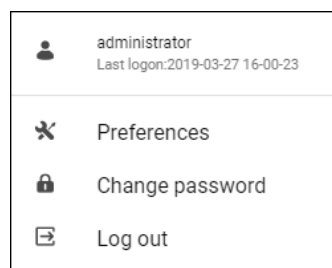 administrator
Last logon:2019-03-27 16-00-23
Preferences
Change password
Log out